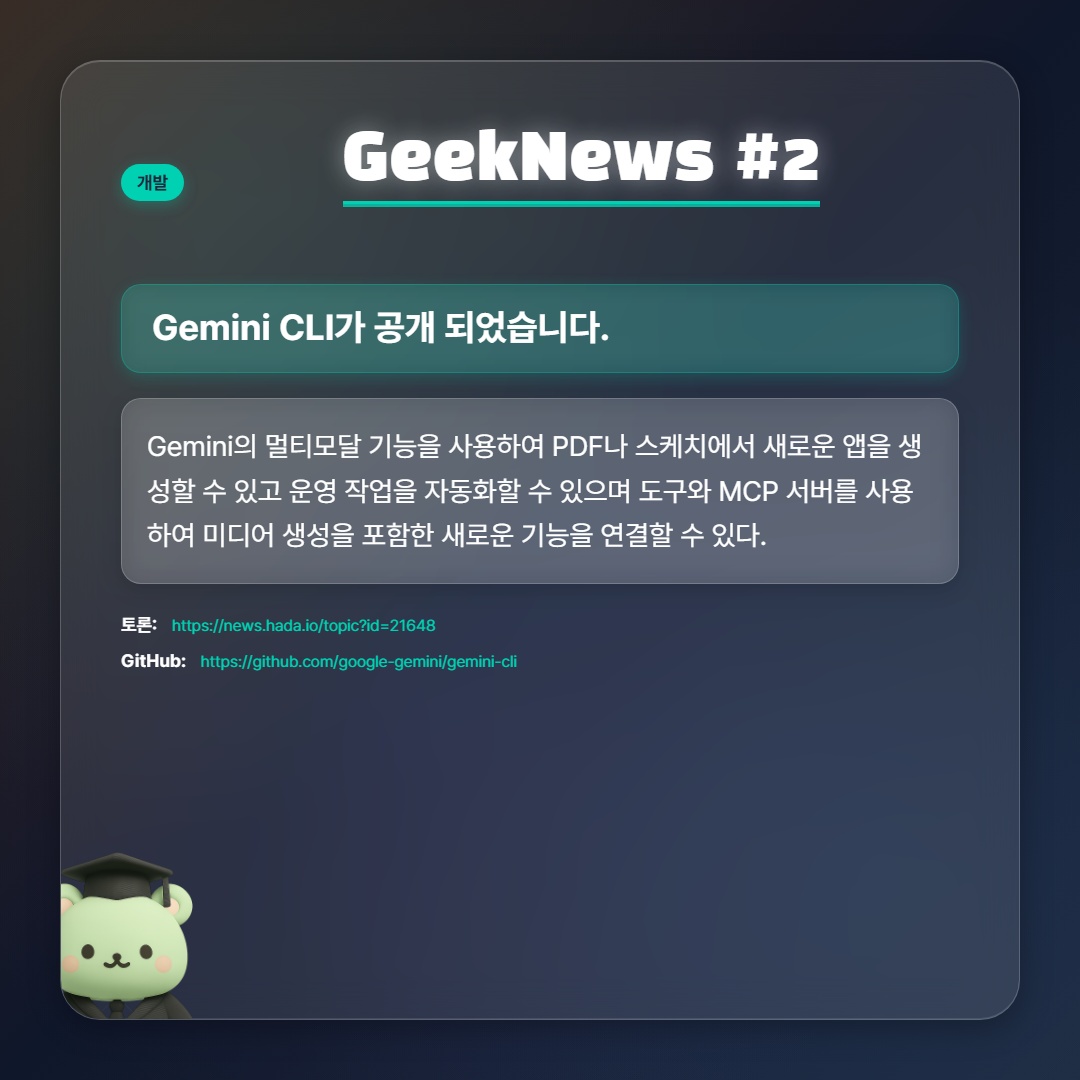 GeekNews #2
개발
Gemini CLI가 공개 되었습니다.
Gemini의 멀티모달 기능을 사용하여 PDF나 스케치에서 새로운 앱을 생
성할 수 있고 운영 작업을 자동화할 수 있으며 도구와 MCP 서버를 사용
하여 미디어 생성을 포함한 새로운 기능을 연결할 수 있다.
토론: https://news.hada.io/topic?id=21648
GitHub: https://github.com/google-gemini/gemini-cli